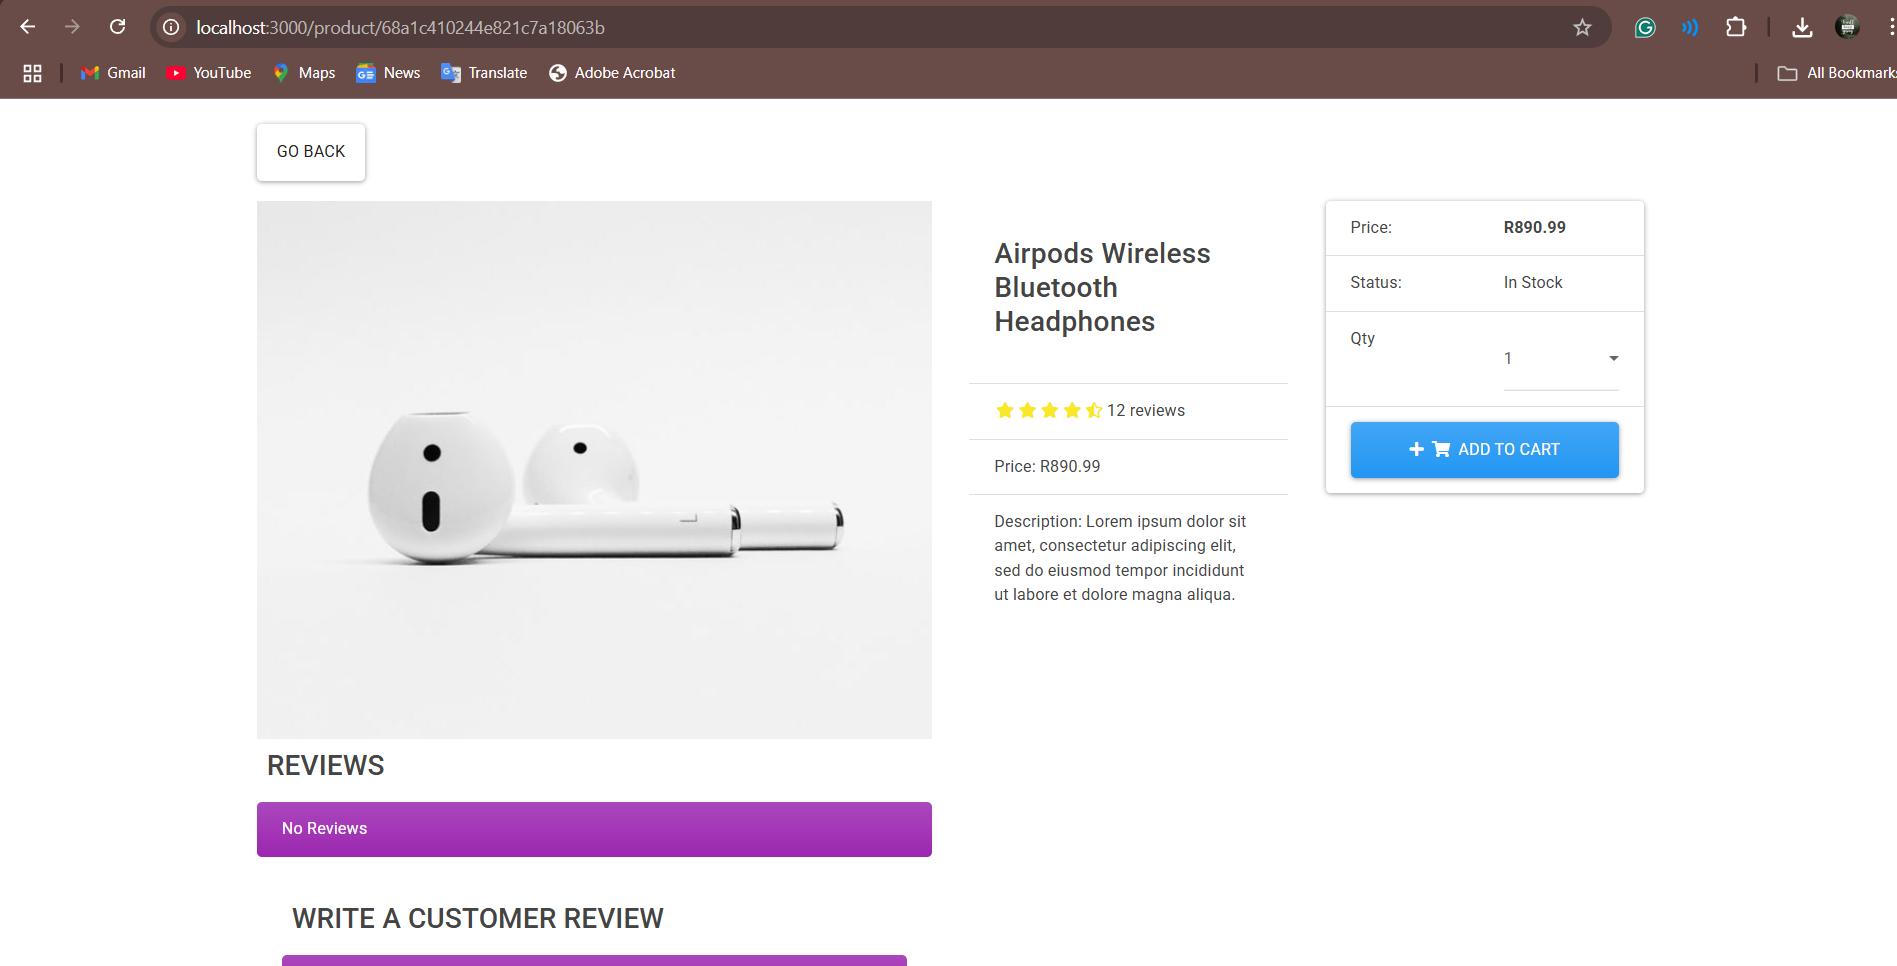 localhost:3000/product/68a1c410244e821c7a18063b
Gmail
YouTube
Maps
News
Translate
Adobe Acrobat
All Bookmarks
GO BACK
Airpods Wireless
Bluetooth
Headphones
12 reviews
Price: R890.99
Description: Lorem ipsum dolor sit
amet, consectetur adipiscing elit,
sed do eiusmod tempor incididunt
ut labore et dolore magna aliqua.
Price: R890.99
Status: In Stock
Qty 1
ADD TO CART
REVIEWS
No Reviews
WRITE A CUSTOMER REVIEW